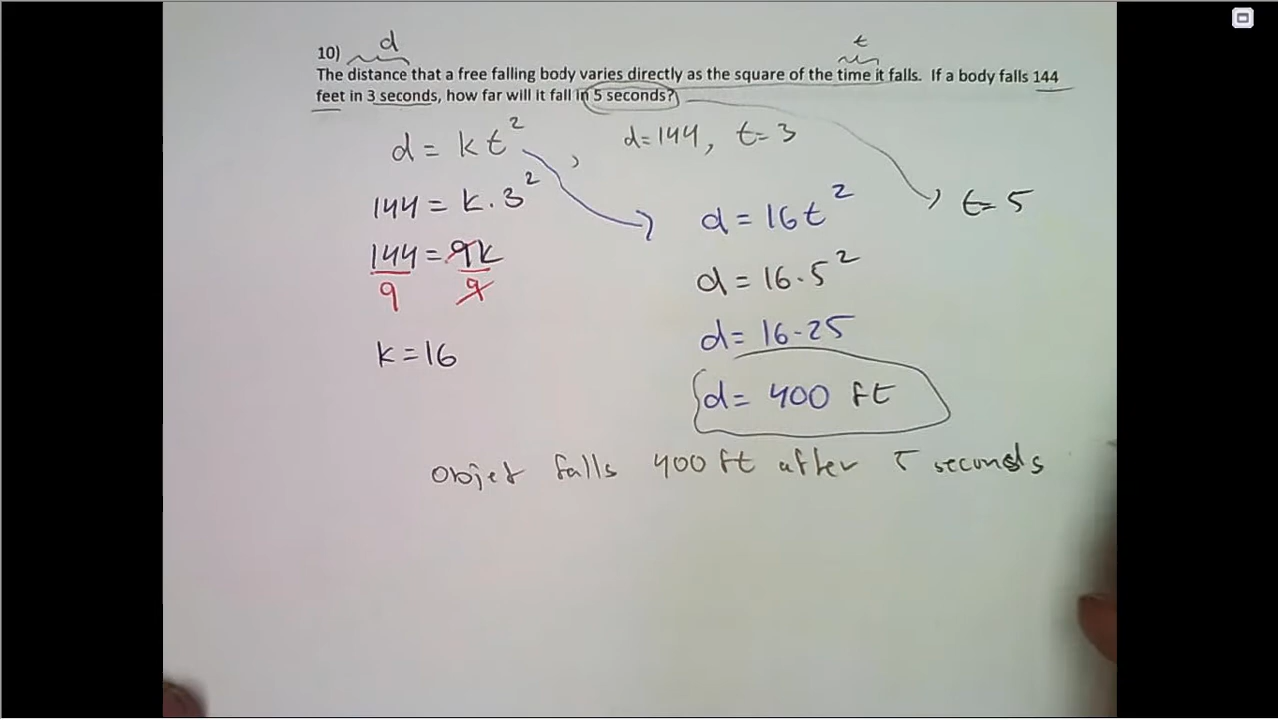 d
t
10)
The distance that a free falling body varies directly as the square of the time it falls. If a body falls 144
feet in 3 seconds, how far will it fall in 5 seconds?
d = kt²
d=144, t=3
144 = k.3²
d = 16t²
t= 5
144 = 9k
9 9
d = 16.5²
d= 16-25
k=16
d= 400 ft
Objet falls 400 ft after 5 seconds